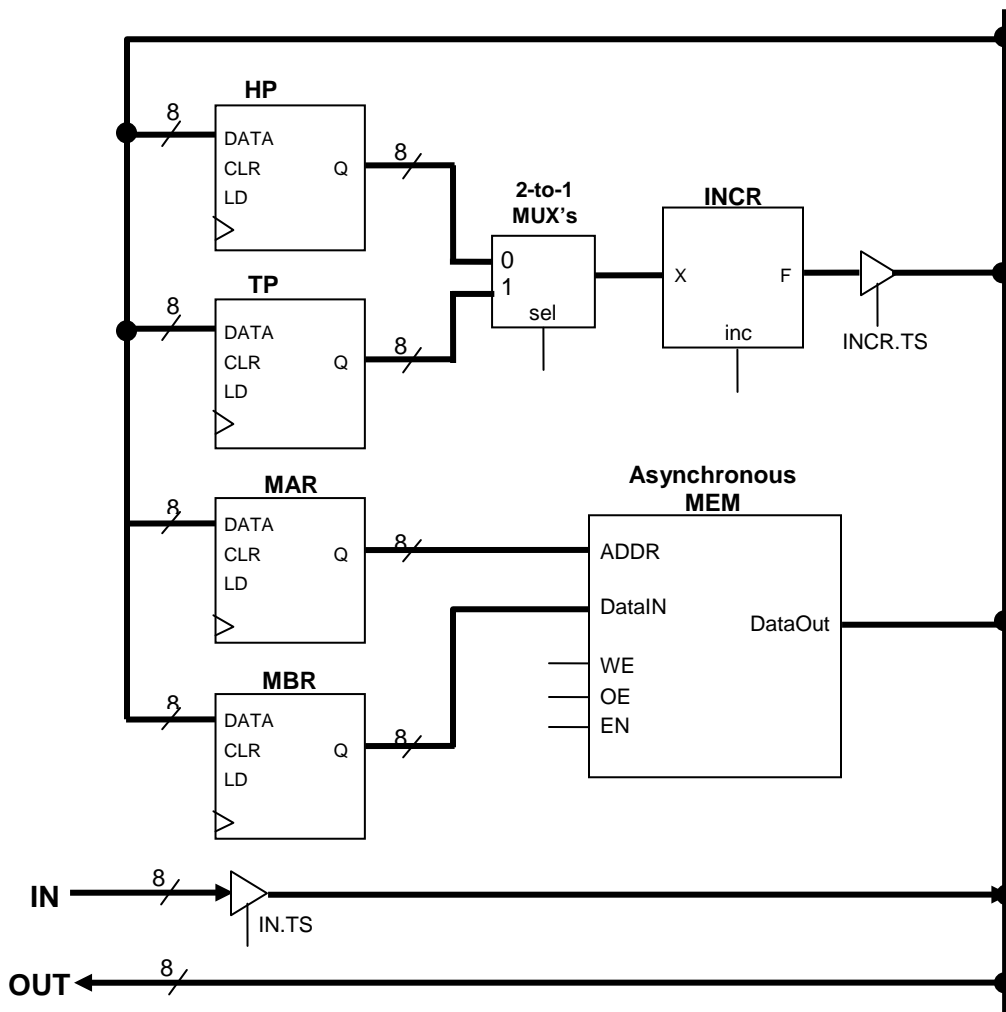 HP
8
DATA
CLR
LD
Q
8
2-to-1
MUX's
0
1
sel
INCR
X
F
inc
INCR.TS
TP
8
DATA
CLR
LD
Q
8
MAR
8
DATA
CLR
LD
Q
8
Asynchronous
MEM
ADDR
DataIN
DataOut
WE
OE
EN
MBR
8
DATA
CLR
LD
Q
8
IN
8
IN.TS
OUT
8